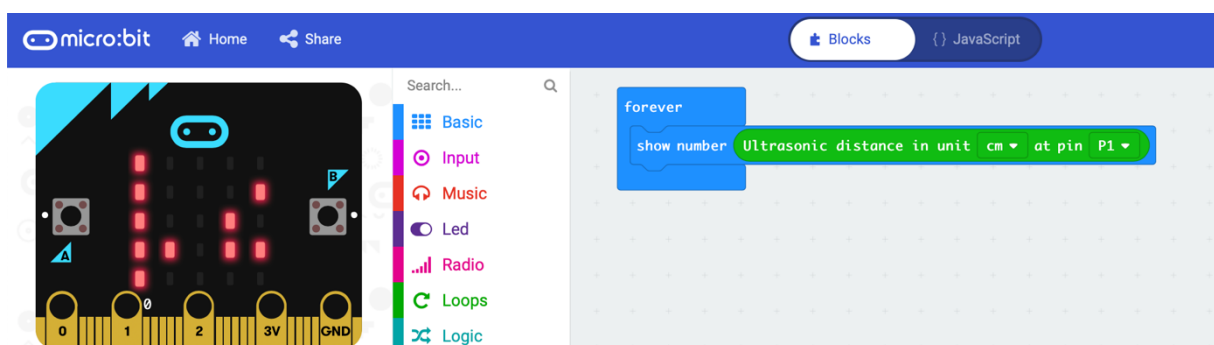 micro:bit Home Share Blocks {} JavaScript
Search...
Basic
Input
Music
Led
Radio
Loops
Logic
A
B
0
0 1 2 3V GND
forever
show number Ultrasonic distance in unit cm at pin P1